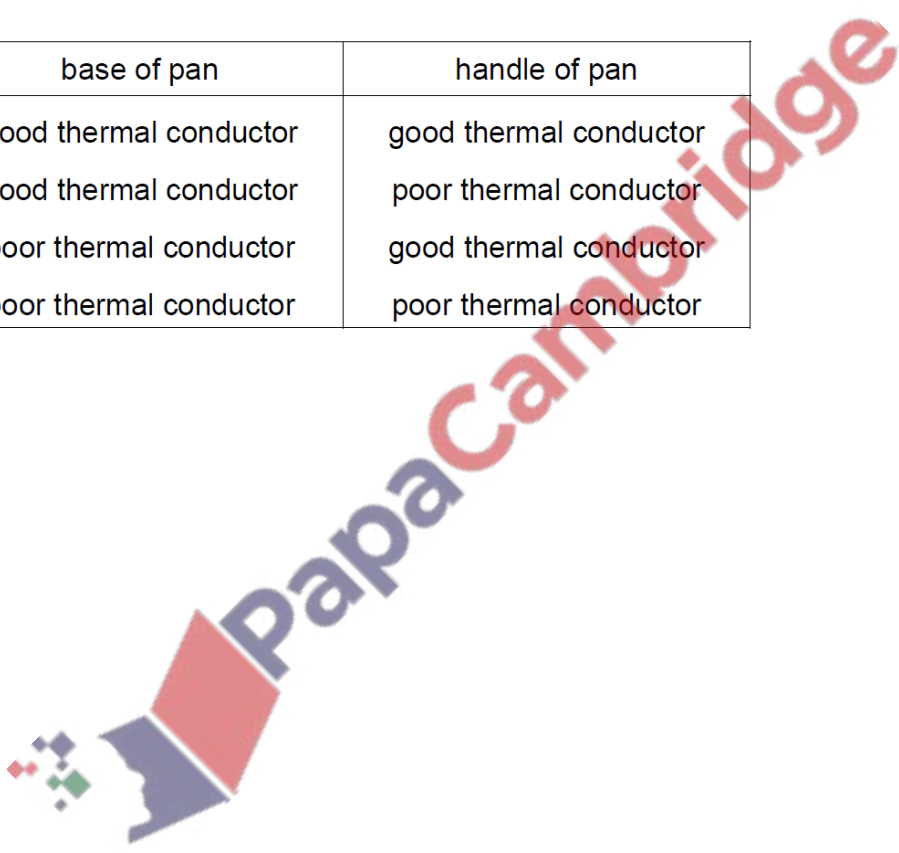 base of pan handle of pan
ood thermal conductor good thermal conductor
ood thermal conductor poor thermal conductor
oor thermal conductor good thermal conductor
oor thermal conductor poor thermal conductor
PapaCambridge